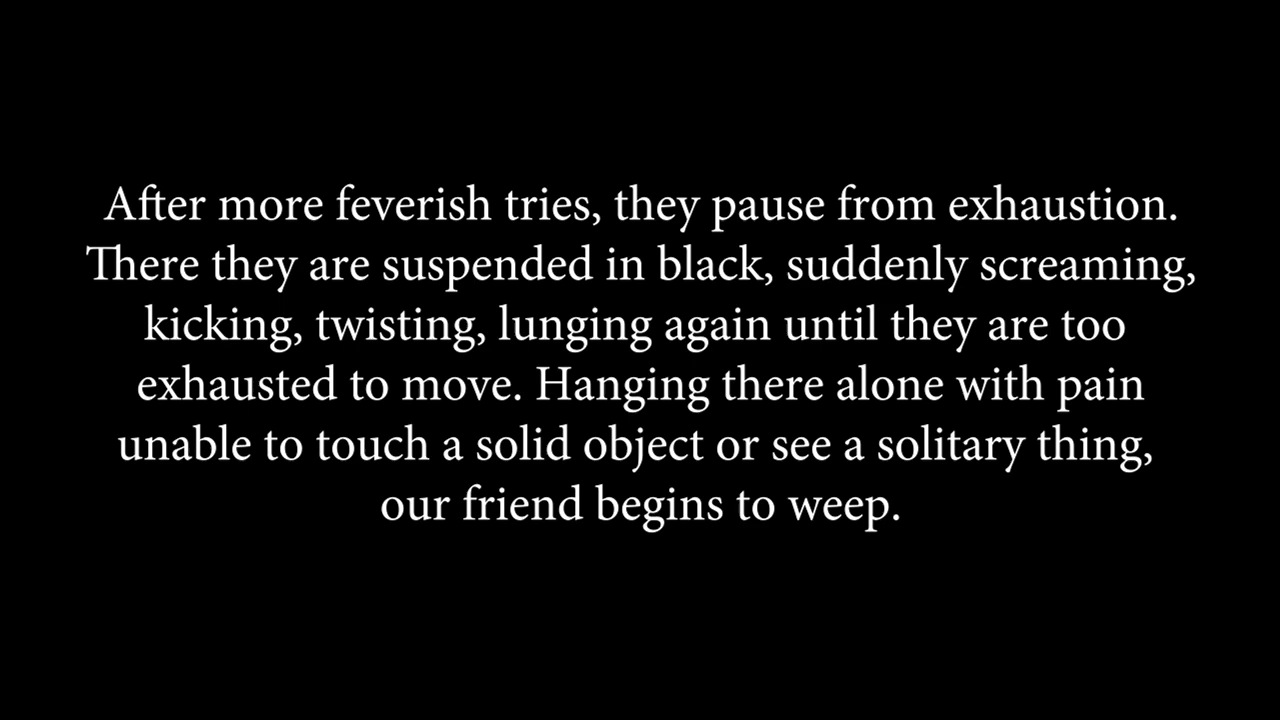 After more feverish tries, they pause from exhaustion.
There they are suspended in black, suddenly screaming,
kicking, twisting, lunging again until they are too
exhausted to move. Hanging there alone with pain
unable to touch a solid object or see a solitary thing,
our friend begins to weep.